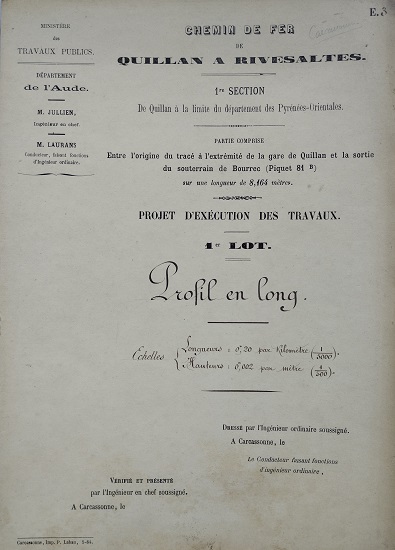 E.3
MINISTÈRE
des
TRAVAUX PUBLICS.
DÉPARTEMENT
de l'Aude.
M. JULLIEN,
Ingénieur en chef.
M. LAURANS
Conducteur, faisant fonctions
d'Ingénieur ordinaire.
CHEMIN DE FER
DE
QUILLAN A RIVESALTES.
1re SECTION
De Quillan à la limite du département des Pyrénées-Orientales.
PARTIE COMPRISE
Entre l'origine du tracé à l'extrémité de la gare de Quillan et la sortie
du souterrain de Bourrec (Piquet 81 B)
sur une longueur de 8,464 mètres.
PROJET D'EXÉCUTION DES TRAVAUX.
1er LOT.
Profil en long.
Echelles { Longueurs : 0,20 par Kilomètre (1/5000).
Hauteurs : 0,002 par mètre (1/500)
DRESSÉ par l'Ingénieur ordinaire soussigné.
A Carcassonne, le
Le Conducteur faisant fonctions
d'ingénieur ordinaire.
VÉRIFIÉ ET PRÉSENTÉ
par l'Ingénieur en chef soussigné.
A Carcassonne, le
Carcassonne, Imp. P. Labau,